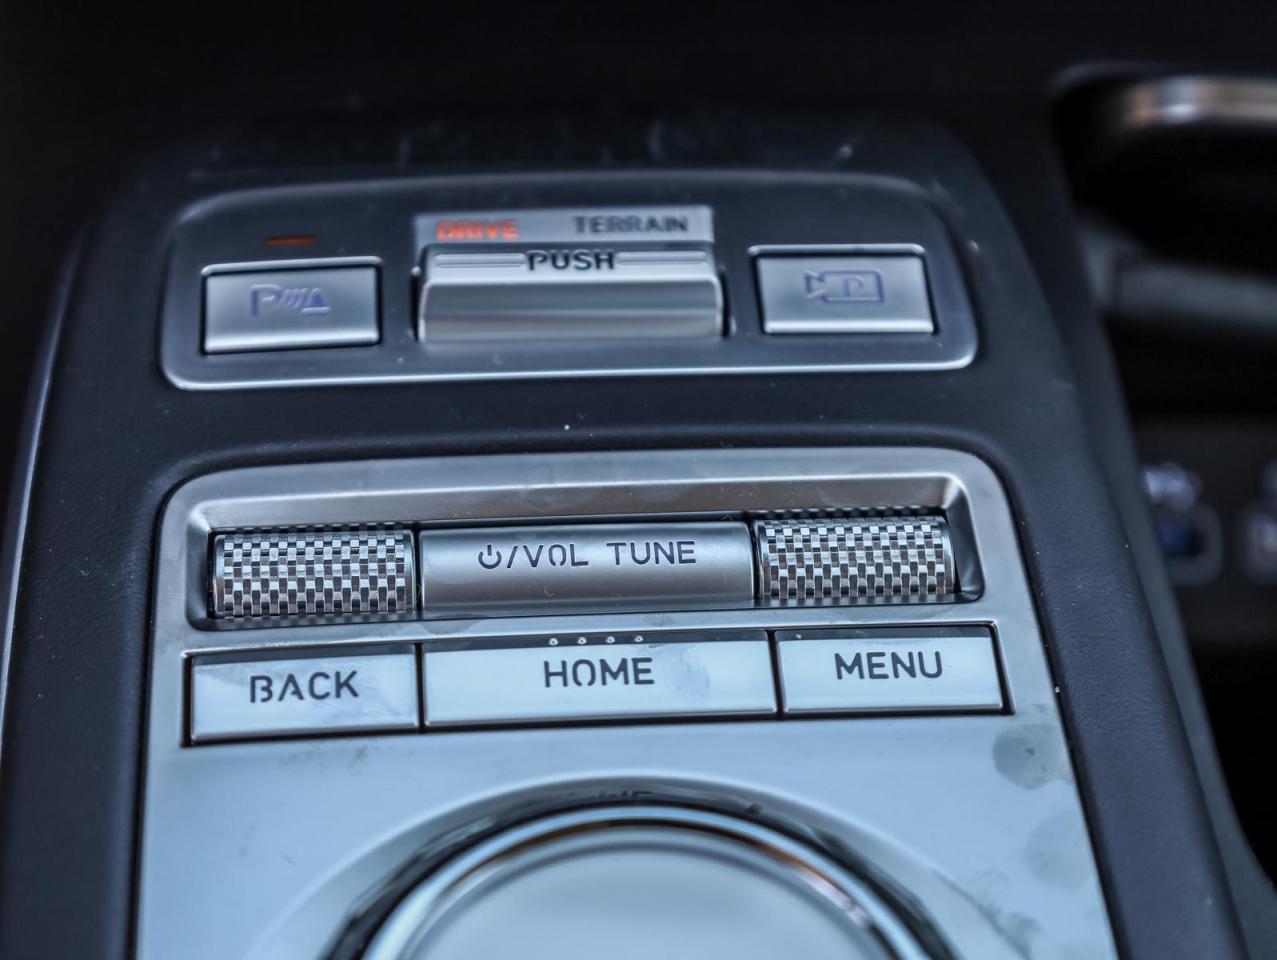 DRIVE TERRAIN
PUSH
P
P
/VOL TUNE
BACK HOME MENU